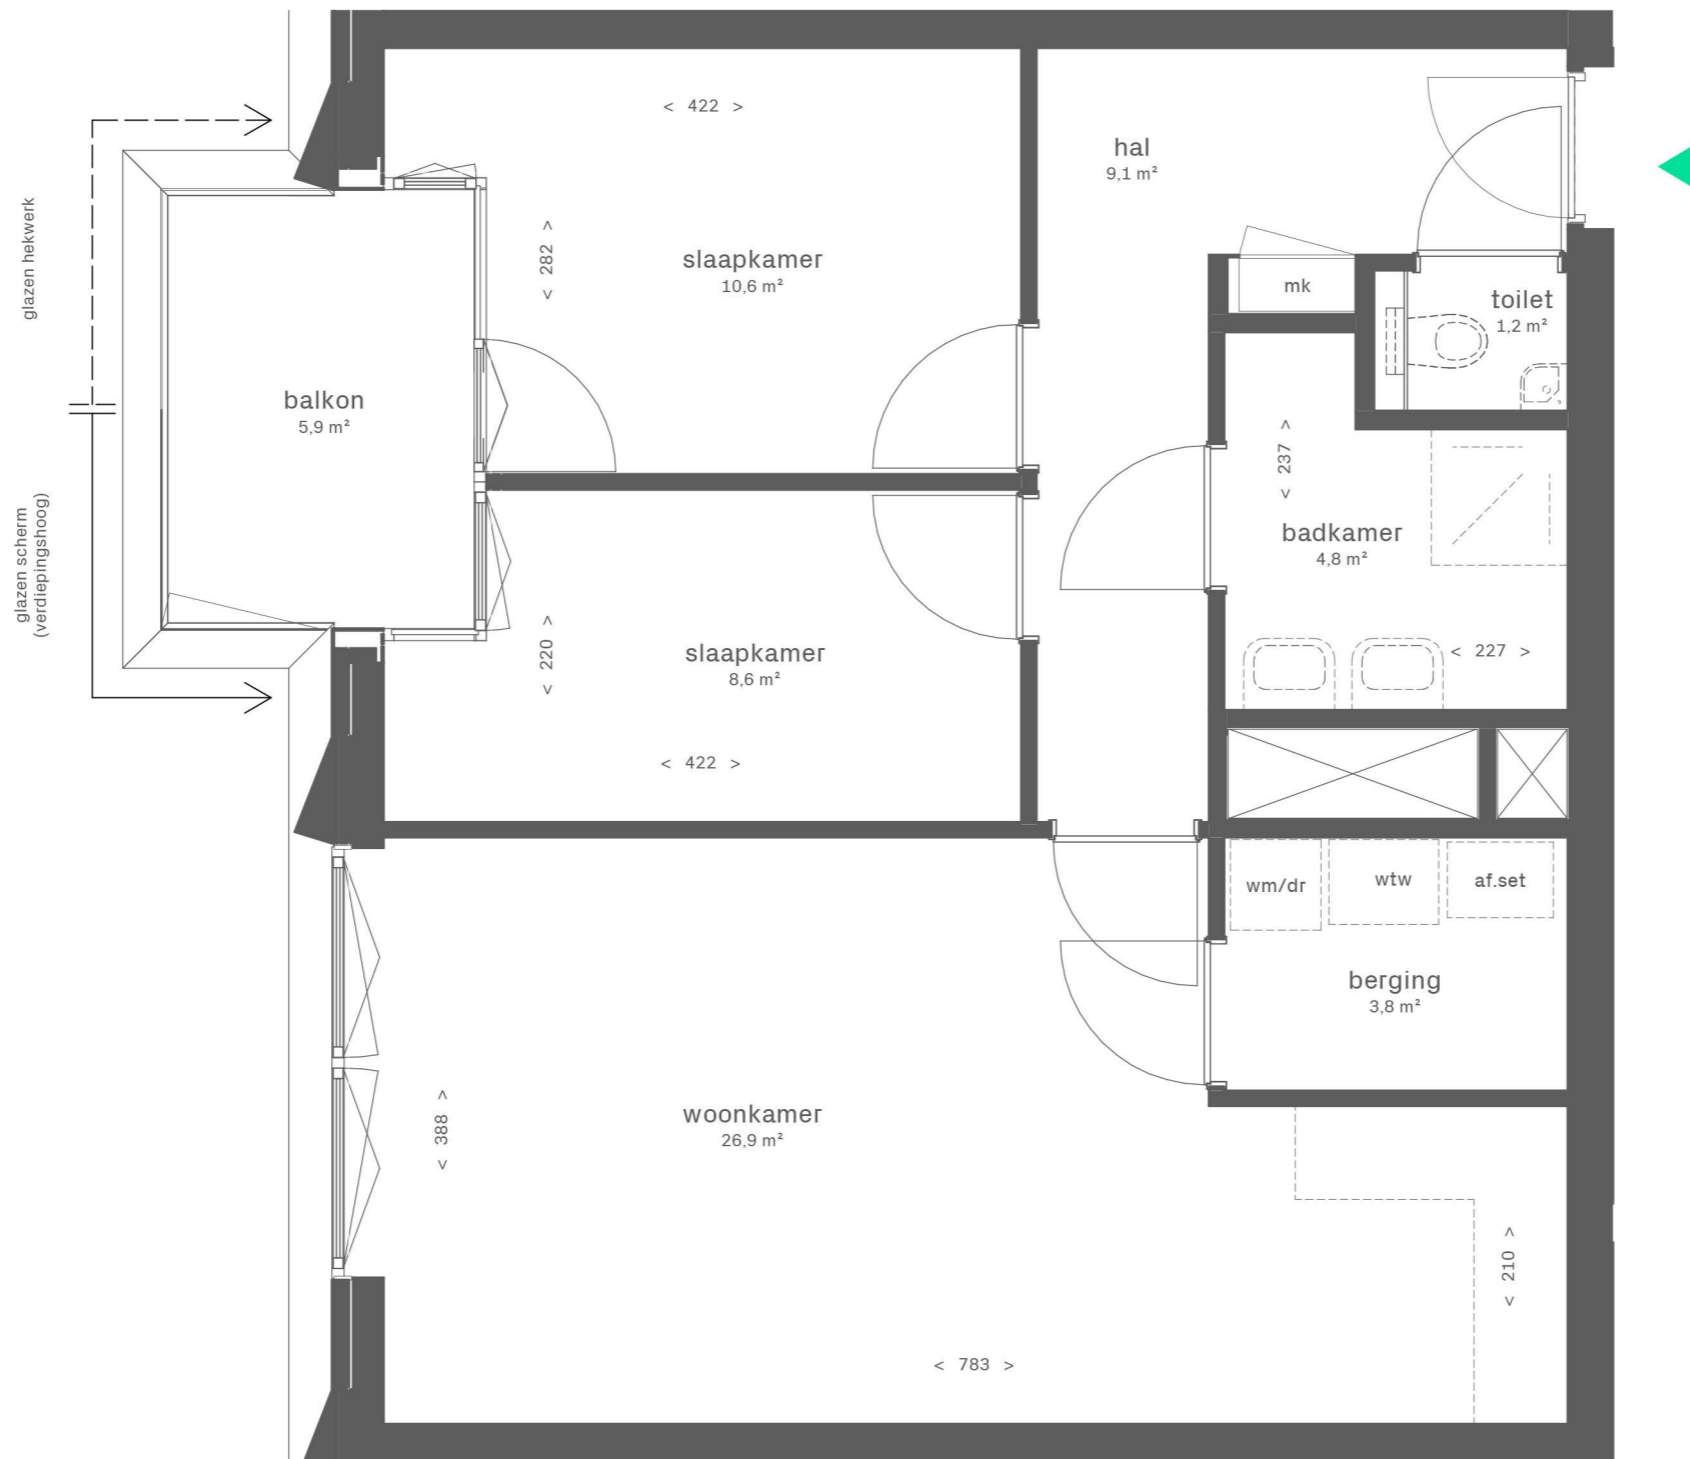 < 422 >
hal
9,1 m²
glazen hekwerk
< 282 >
slaapkamer
10,6 m²
mk
toilet
1,2 m²
balkon
5,9 m²
< 237 >
badkamer
4,8 m²
glazen scherm
(verdiepingshoog)
< 220 >
slaapkamer
8,6 m²
< 227 >
< 422 >
wm/dr
wtw
af.set
berging
3,8 m²
< 388 >
woonkamer
26,9 m²
< 210 >
< 783 >